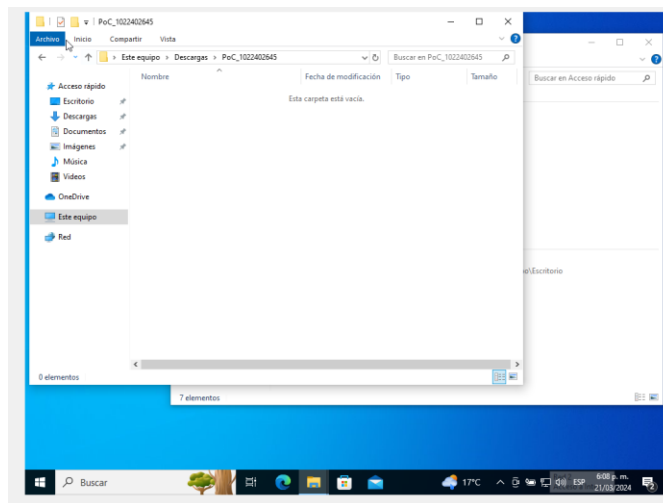 PoC_1022402645
Archivo Inicio Compartir Vista
Este equipo > Descargas > PoC_1022402645
Buscar en PoC_1022402645
Buscar en Acceso rápido
Nombre Fecha de modificación Tipo Tamaño
Acceso rápido
Esta carpeta está vacía.
Escritorio
Descargas
Documentos
Imágenes
Música
Videos
OneDrive
Este equipo
Red
o\Escritorio
0 elementos
7 elementos
Buscar
17°C
ESP
6:08 p. m.
21/03/2024